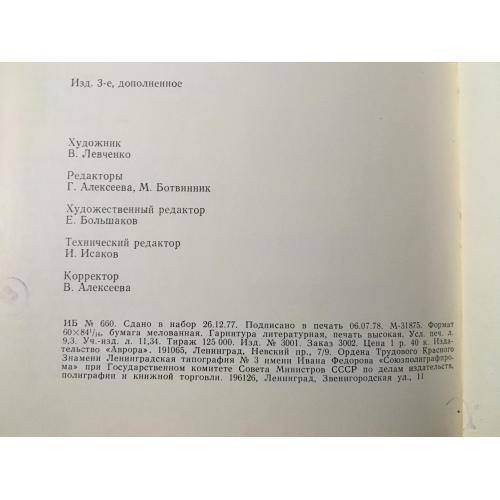 Изд. 3-е, дополненное
Художник
В. Левченко
Редакторы
Г. Алексеева, М. Ботвинник
Художественный редактор
Е. Большаков
Технический редактор
И. Исаков
Корректор
В. Алексеева
ИБ № 660. Сдано в набор 26.12.77. Подписано в печать 06.07.78. М-31875. Формат
60×84¹/₁₆, бумага мелованная. Гарнитура литературная, печать высокая. Усл. печ. л.
9,3. Уч.-изд. л. 11,34. Тираж 125 000. Изд. № 3001. Заказ 3002. Цена 1 р. 40 к. Изда-
тельство «Аврора». 191065, Ленинград, Невский пр., 7/9. Ордена Трудового Красного
Знамени Ленинградская типография № 3 имени Ивана Федорова «Союзполиграфпро-
ма» при Государственном комитете Совета Министров СССР по делам издательств,
полиграфии и книжной торговли. 196126, Ленинград, Звенигородская ул., 11